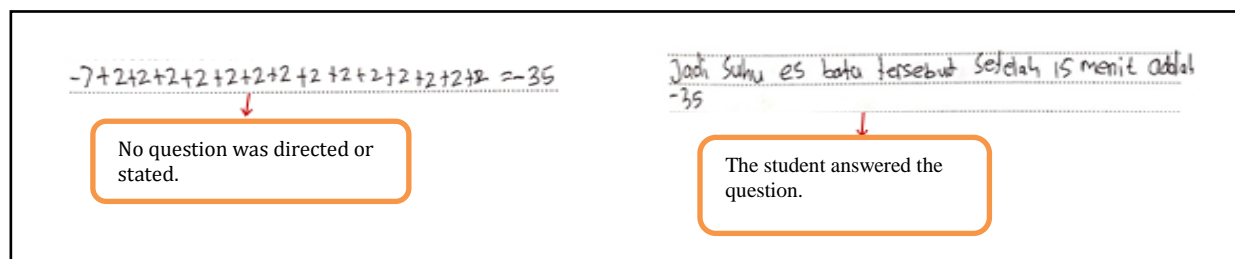 -7+2+2+2+2+2+2+2+2+2+2+2+2+2+2 =-35
No question was directed or
stated.
Jadi Suhu es batu tersebut Setelah 15 menit adalah
-35
The student answered the
question.